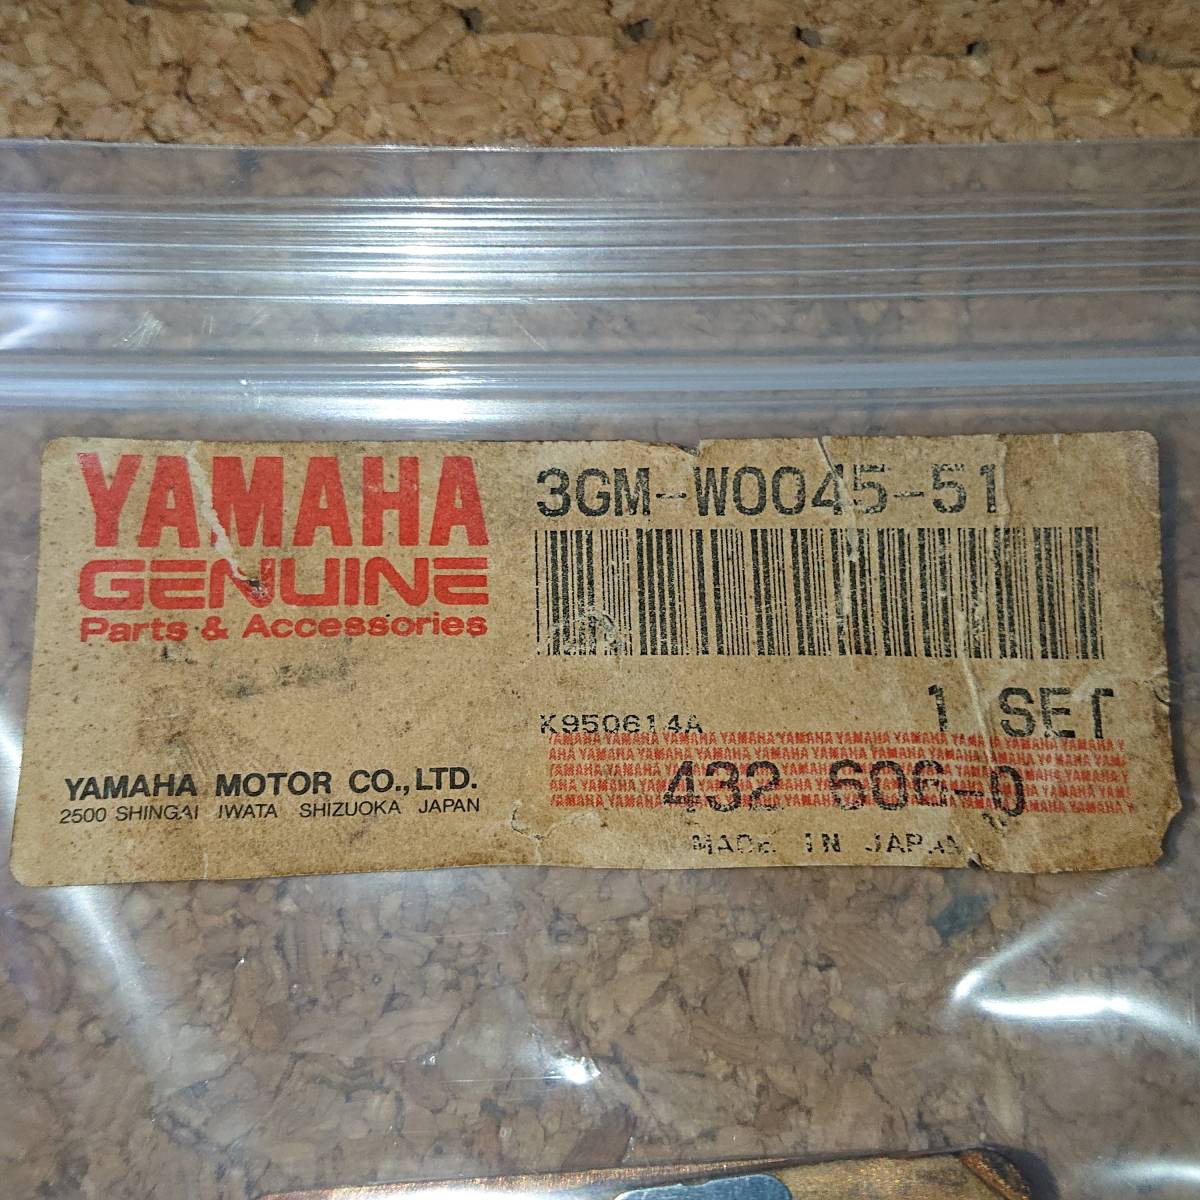 YAMAHA
GENUINE
Parts & Accessories
YAMAHA MOTOR CO., LTD.
2500 SHINGAI IWATA SHIZUOKA JAPAN
3GM-W0045-51
1 SET
K950614A
432 606-0
MADE IN JAPAN